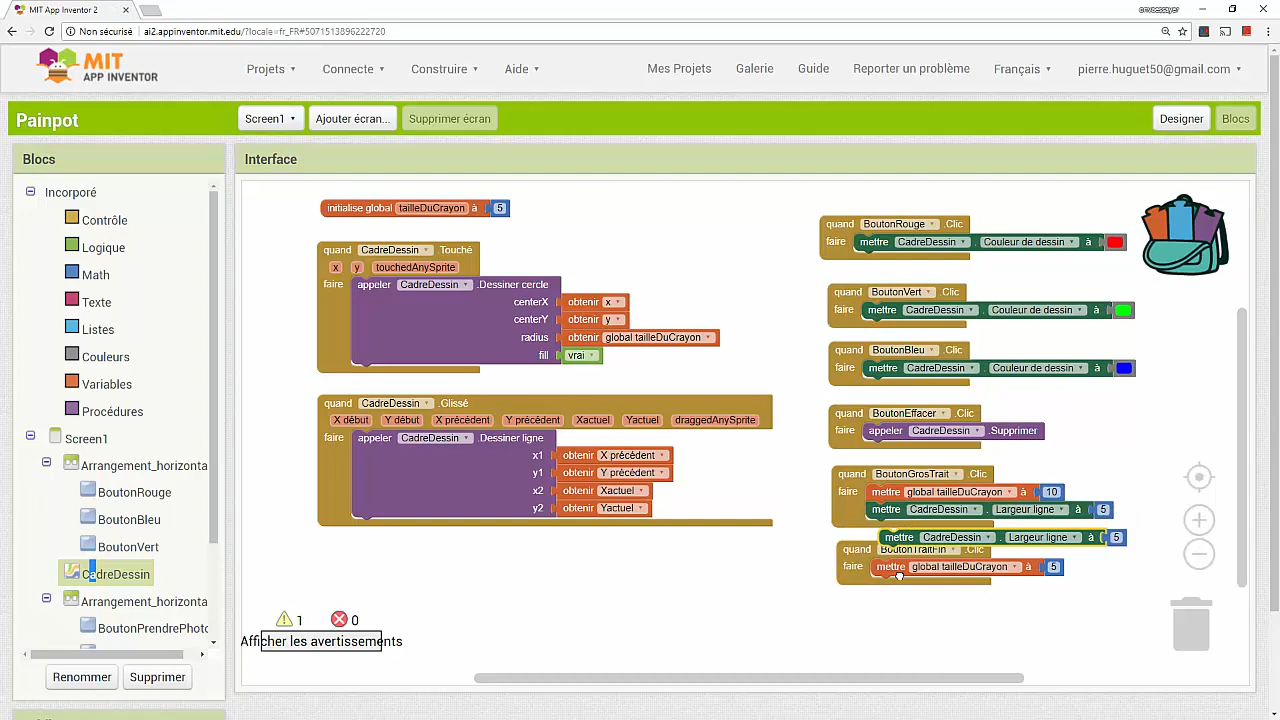 MIT App Inventor 2
Non sécurisé
ai2.appinventor.mit.edu/?locale=fr_FR#5071513896222720
MIT
APP INVENTOR
Projets
Connecte
Construire
Aide
Mes Projets
Guide
Reporter un problème
Français
pierre.huguet50@gmail.com
Painpot
Screen1
Ajouter écran...
Supprimer écran
Designer
Blocs
Blocs
Interface
Incorporé
Contrôle
Logique
Math
Texte
Listes
Couleurs
Variables
Procédures
Screen1
Arrangement_horizonta
BoutonRouge
BoutonBleu
BoutonVert
CadreDessin
Arrangement_horizonta
BoutonPrendrePhoto
Renommer
Supprimer
initialise global tailleDuCrayon à 5
quand CadreDessin .Touché
x y touchedAnySprite
faire appeler CadreDessin .Dessiner cercle
centerX obtenir x
centerY obtenir y
radius obtenir global tailleDuCrayon
fill vrai
quand CadreDessin .Glissé
X début Y début X précédent Y précédent Xactuel Yactuel draggedAnySprite
faire appeler CadreDessin .Dessiner ligne
x1 obtenir X précédent
y1 obtenir Y précédent
x2 obtenir Xactuel
y2 obtenir Yactuel
quand BoutonRouge .Clic
faire mettre CadreDessin . Couleur de dessin à
quand BoutonVert .Clic
faire mettre CadreDessin . Couleur de dessin à
quand BoutonBleu .Clic
faire mettre CadreDessin . Couleur de dessin à
quand BoutonEffacer .Clic
faire appeler CadreDessin .Supprimer
quand BoutonGrosTrait .Clic
faire mettre global tailleDuCrayon à 10
mettre CadreDessin . Largeur ligne à 5
mettre CadreDessin . Largeur ligne à 5
quand BoutonTraitFin .Clic
faire mettre global tailleDuCrayon à 5
1 0
Afficher les avertissements